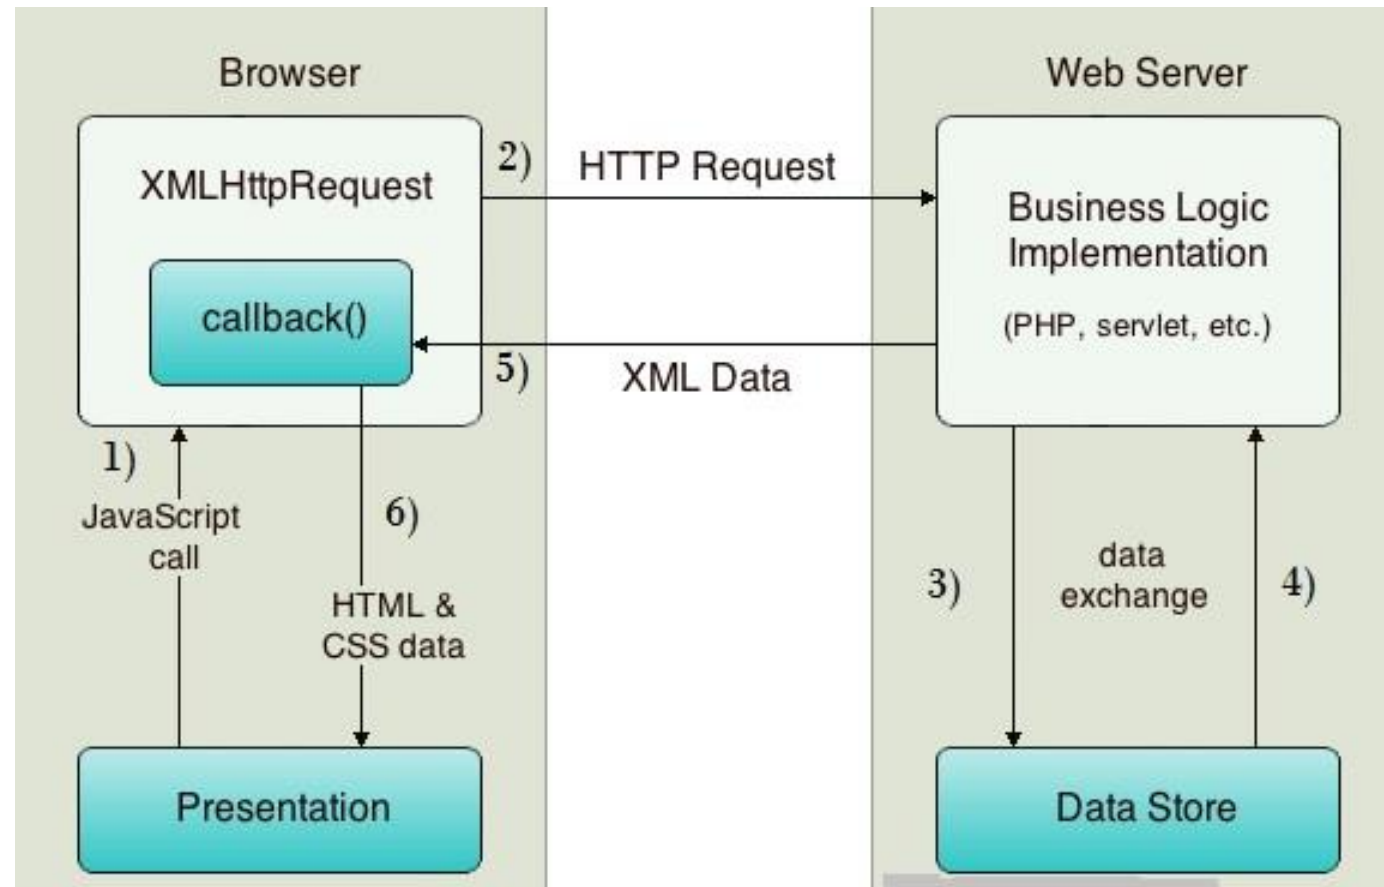 Browser
Web Server
XMLHttpRequest
callback()
2)
HTTP Request
Business Logic
Implementation
(PHP, servlet, etc.)
5)
XML Data
1)
JavaScript
call
6)
HTML &
CSS data
3)
data
exchange
4)
Presentation
Data Store